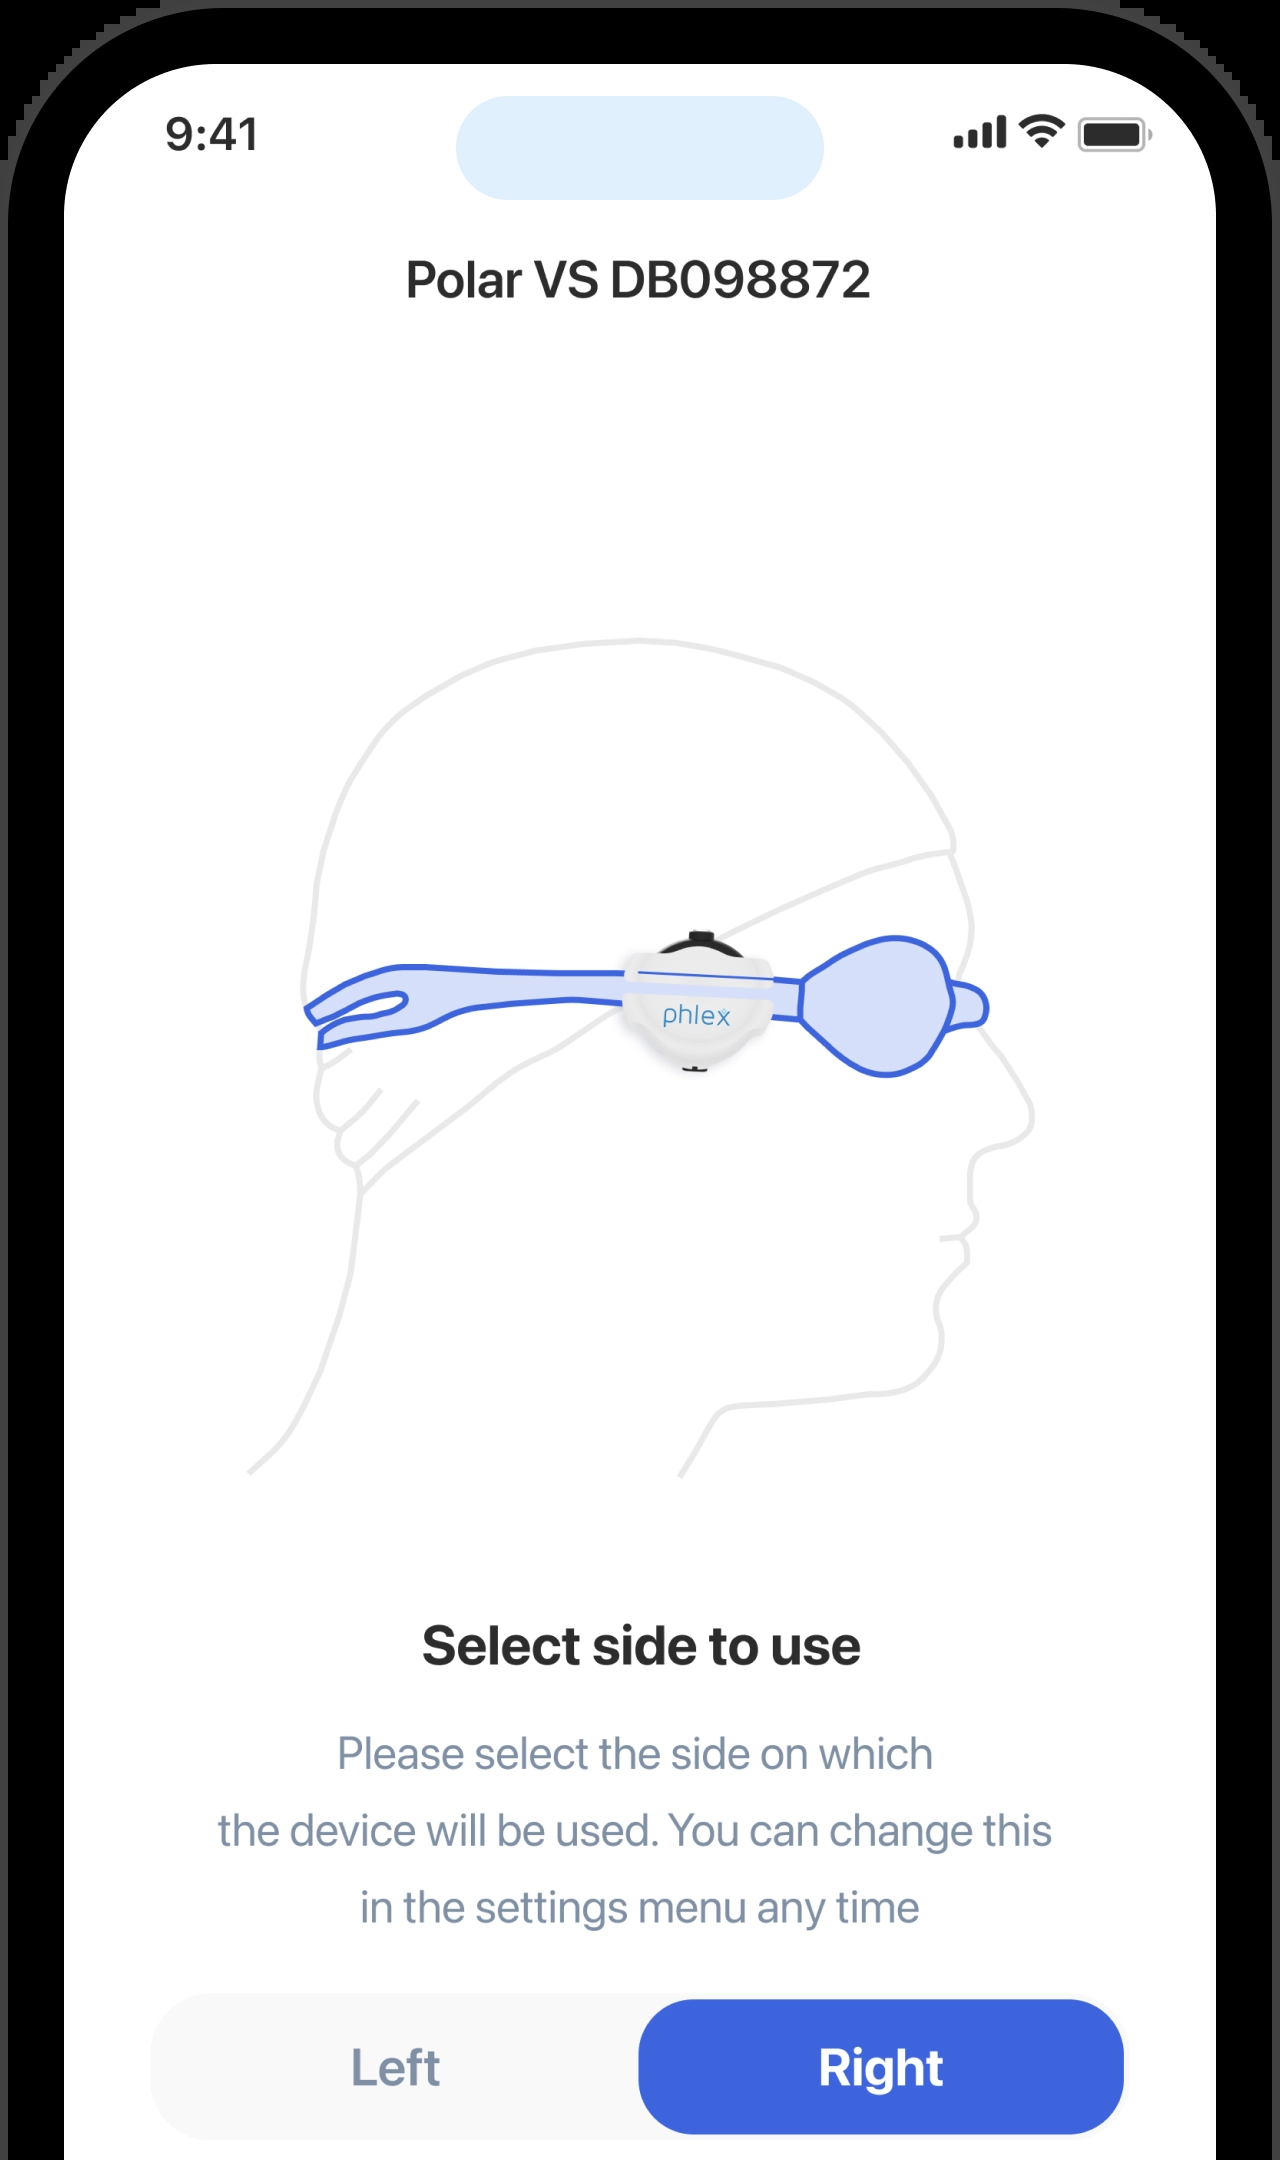 9:41
Polar VS DB098872
phlex
Select side to use
Please select the side on which
the device will be used. You can change this
in the settings menu any time
Left
Right